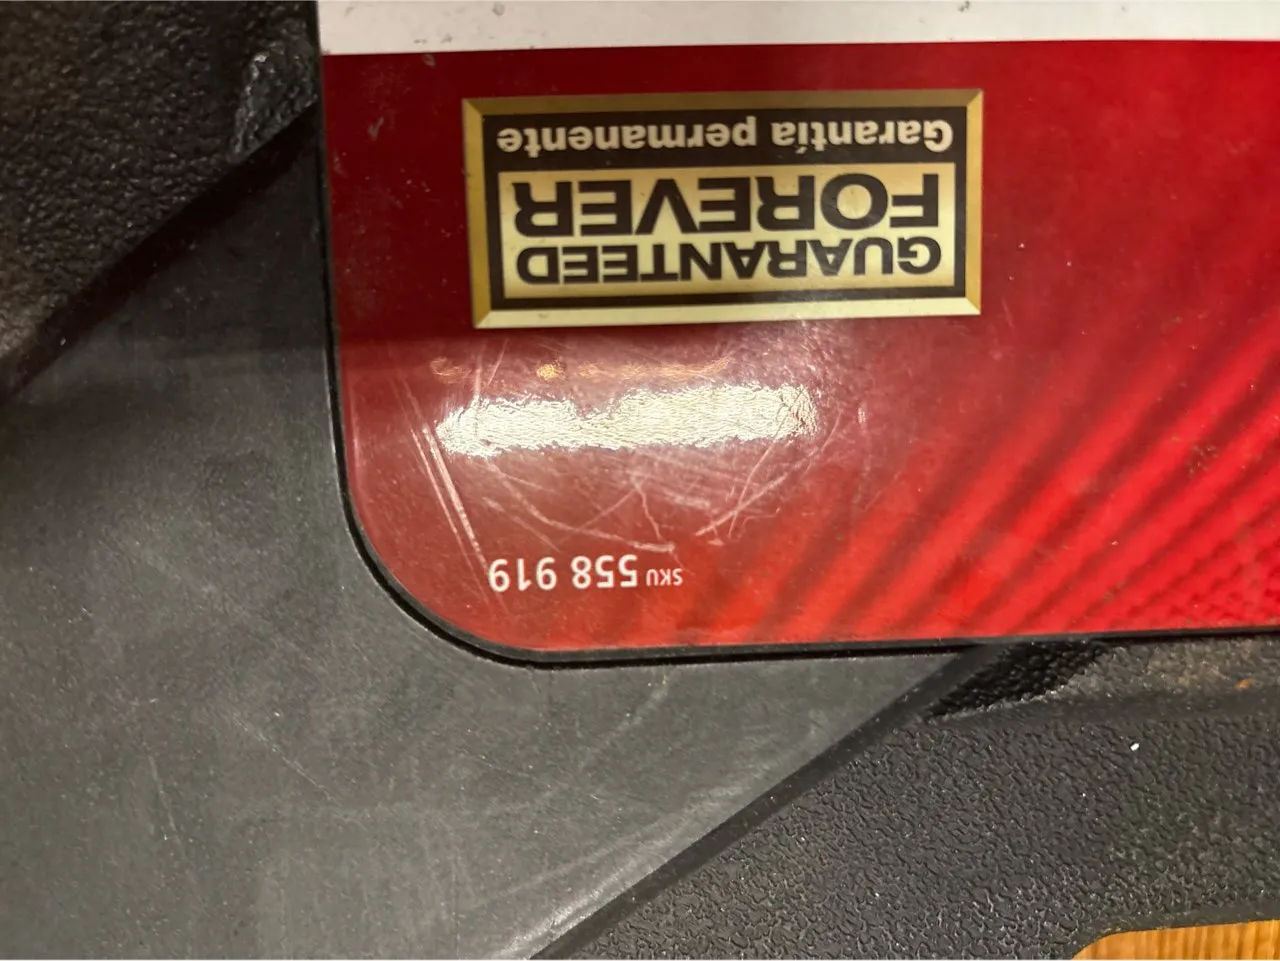 GUARANTEED
FOREVER
Garantía permanente
SKU 558 919